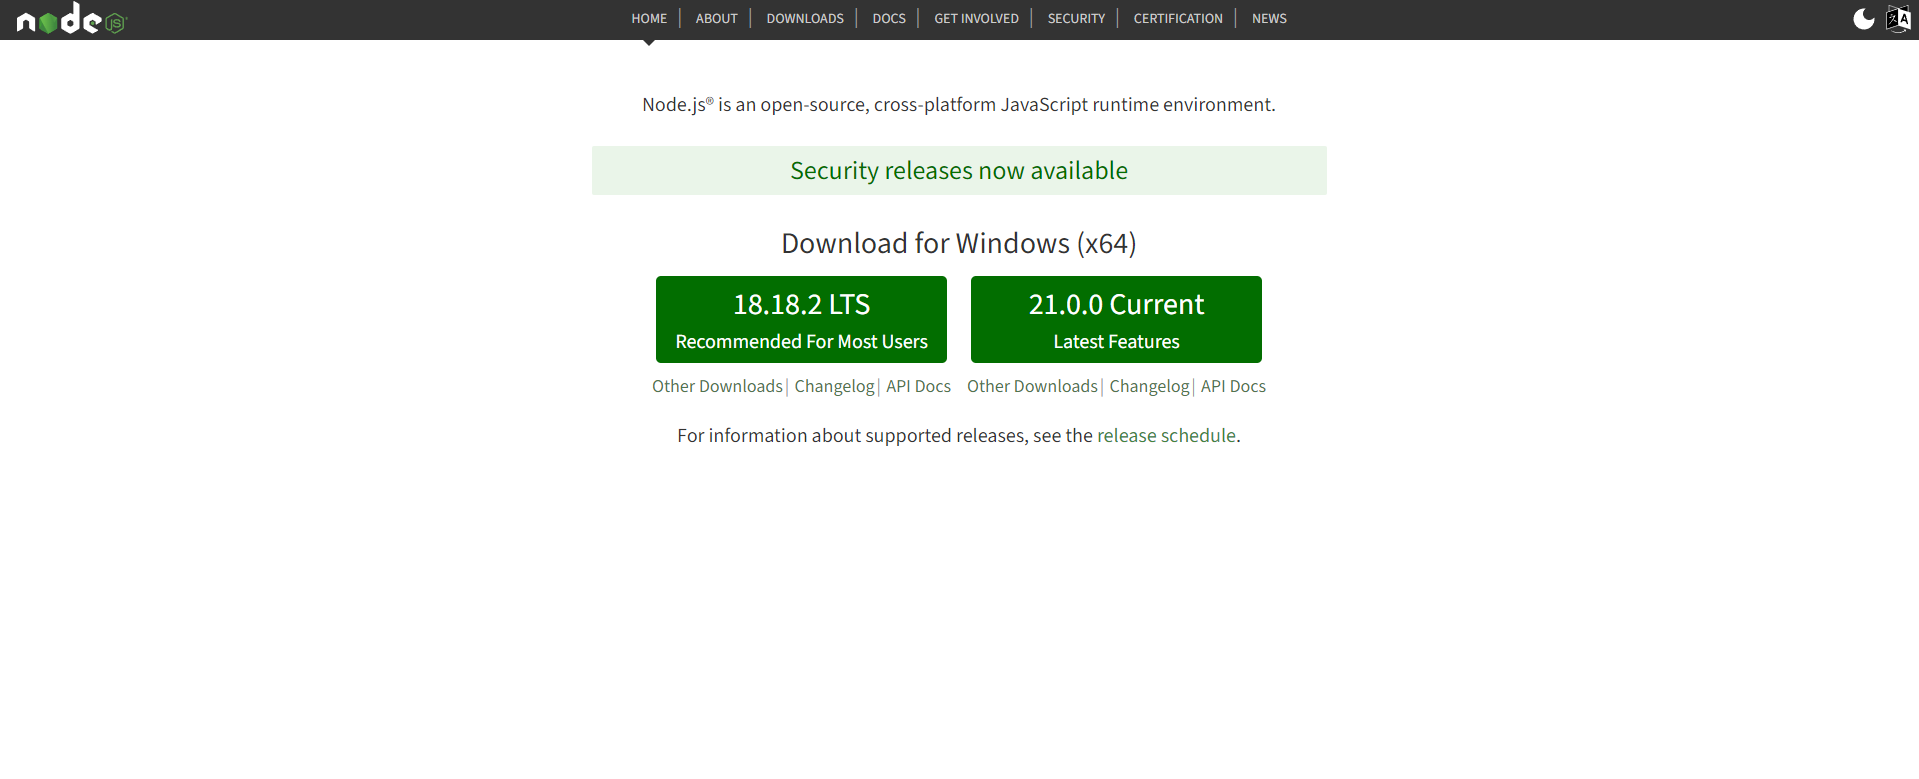 node JS
HOME | ABOUT | DOWNLOADS | DOCS | GET INVOLVED | SECURITY | CERTIFICATION | NEWS
Node.js® is an open-source, cross-platform JavaScript runtime environment.
Security releases now available
Download for Windows (x64)
18.18.2 LTS
Recommended For Most Users
21.0.0 Current
Latest Features
Other Downloads | Changelog | API Docs
Other Downloads | Changelog | API Docs
For information about supported releases, see the release schedule.